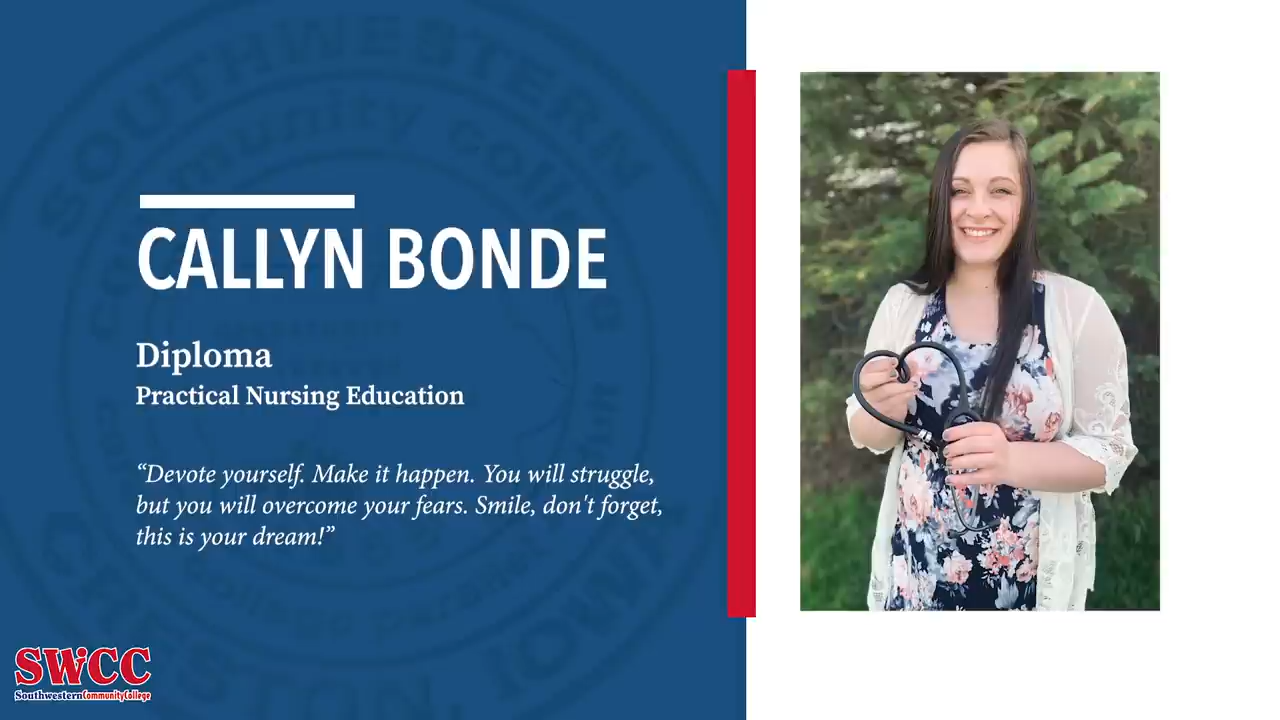 SOUTHWESTERN
Community College
CALLYN BONDE
Diploma
Practical Nursing Education
“Devote yourself. Make it happen. You will struggle,
but you will overcome your fears. Smile, don't forget,
this is your dream!”
SWCC
SouthwesternCommunityCollege